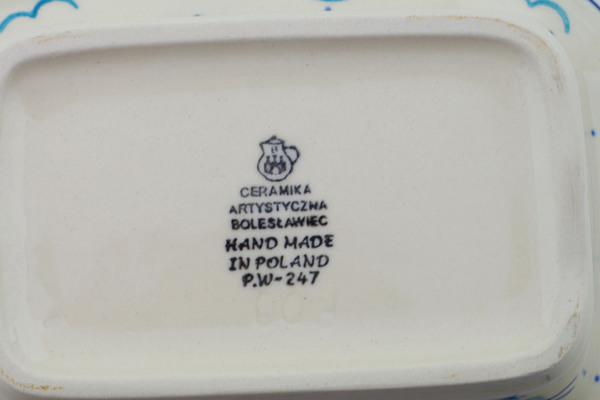 CERAMIKA
ARTYSTYCZNA
BOLESŁAWIEC
HAND MADE
IN POLAND
P.W-247